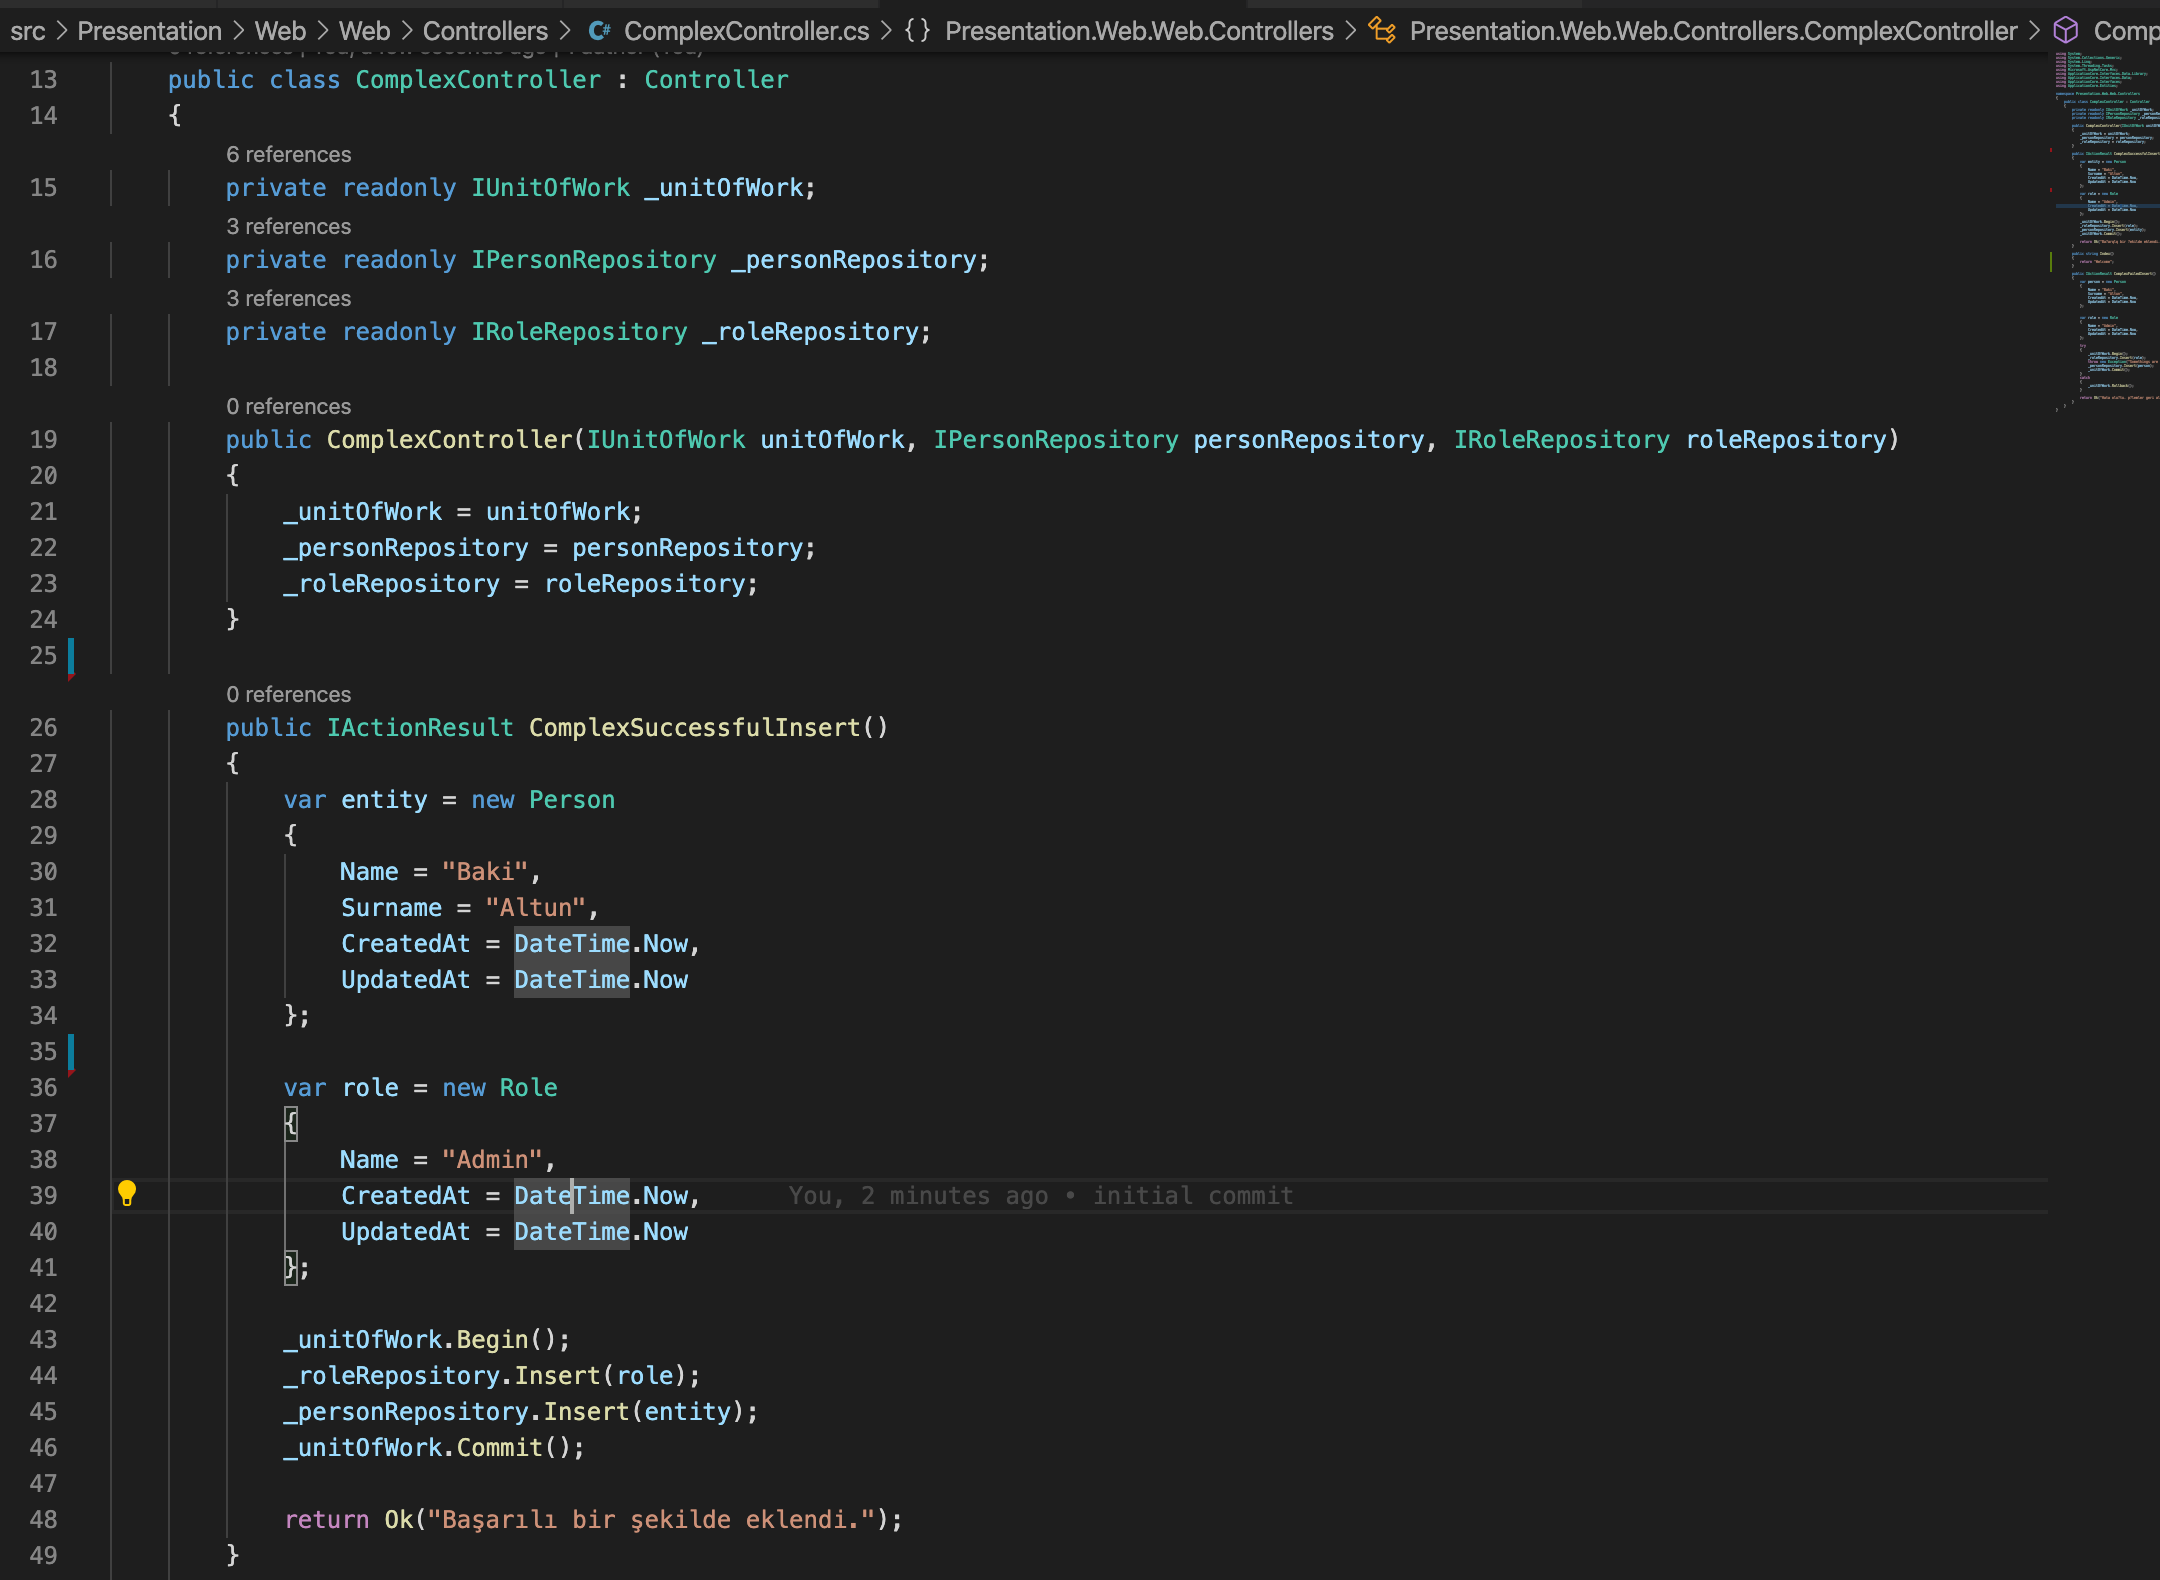 src > Presentation > Web > Web > Controllers > ComplexController.cs > {} Presentation.Web.Web.Controllers > Presentation.Web.Web.Controllers.ComplexController > Comp
13 public class ComplexController : Controller
14 {
6 references
15 private readonly IUnitOfWork _unitOfWork;
3 references
16 private readonly IPersonRepository _personRepository;
3 references
17 private readonly IRoleRepository _roleRepository;
18
0 references
19 public ComplexController(IUnitOfWork unitOfWork, IPersonRepository personRepository, IRoleRepository roleRepository)
20 {
21 _unitOfWork = unitOfWork;
22 _personRepository = personRepository;
23 _roleRepository = roleRepository;
24 }
25
0 references
26 public IActionResult ComplexSuccessfulInsert()
27 {
28 var entity = new Person
29 {
30 Name = "Baki",
31 Surname = "Altun",
32 CreatedAt = DateTime.Now,
33 UpdatedAt = DateTime.Now
34 };
35
36 var role = new Role
37 {
38 Name = "Admin",
39 CreatedAt = DateTime.Now, You, 2 minutes ago • initial commit
40 UpdatedAt = DateTime.Now
41 };
42
43 _unitOfWork.Begin();
44 _roleRepository.Insert(role);
45 _personRepository.Insert(entity);
46 _unitOfWork.Commit();
47
48 return Ok("Başarılı bir şekilde eklendi.");
49 }